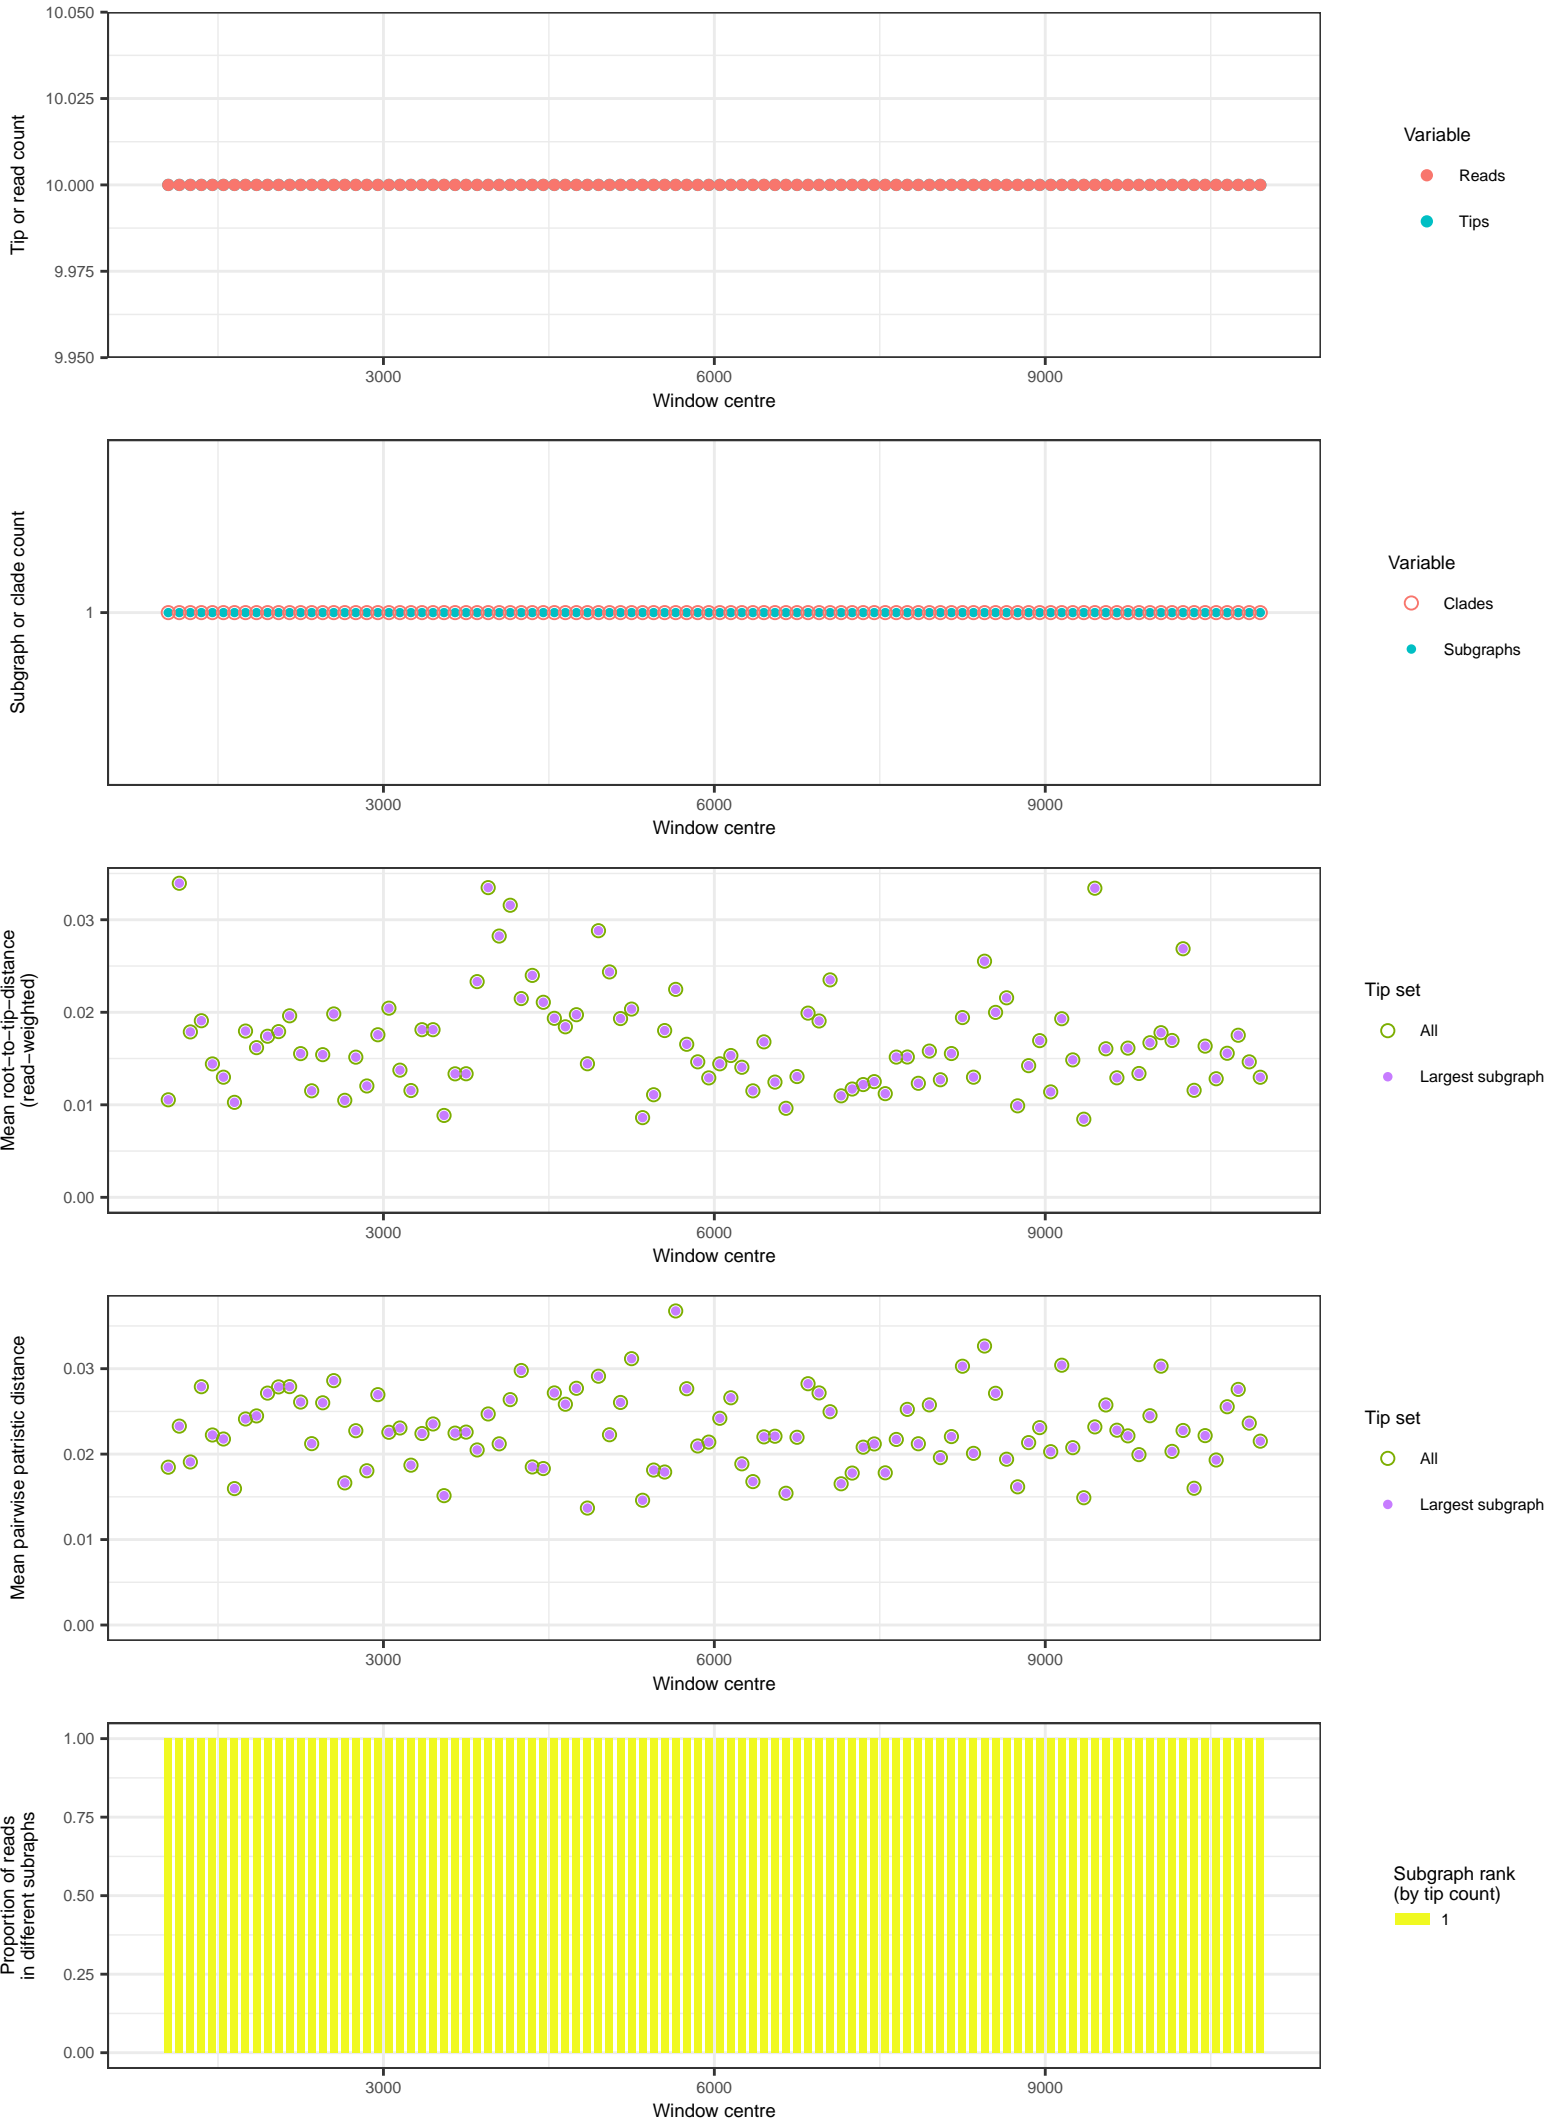 10.050
10.025
10.000
9.975
9.950
Tip or read count
3000 6000 9000
Window centre
Variable
Reads
Tips
1
Subgraph or clade count
3000 6000 9000
Window centre
Variable
Clades
Subgraphs
0.03
0.02
0.01
0.00
Mean root−to−tip−distance
(read−weighted)
3000 6000 9000
Window centre
Tip set
All
Largest subgraph
0.03
0.02
0.01
0.00
Mean pairwise patristic distance
3000 6000 9000
Window centre
Tip set
All
Largest subgraph
1.00
0.75
0.50
0.25
0.00
Proportion of reads
in different subraphs
3000 6000 9000
Window centre
Subgraph rank
(by tip count)
1